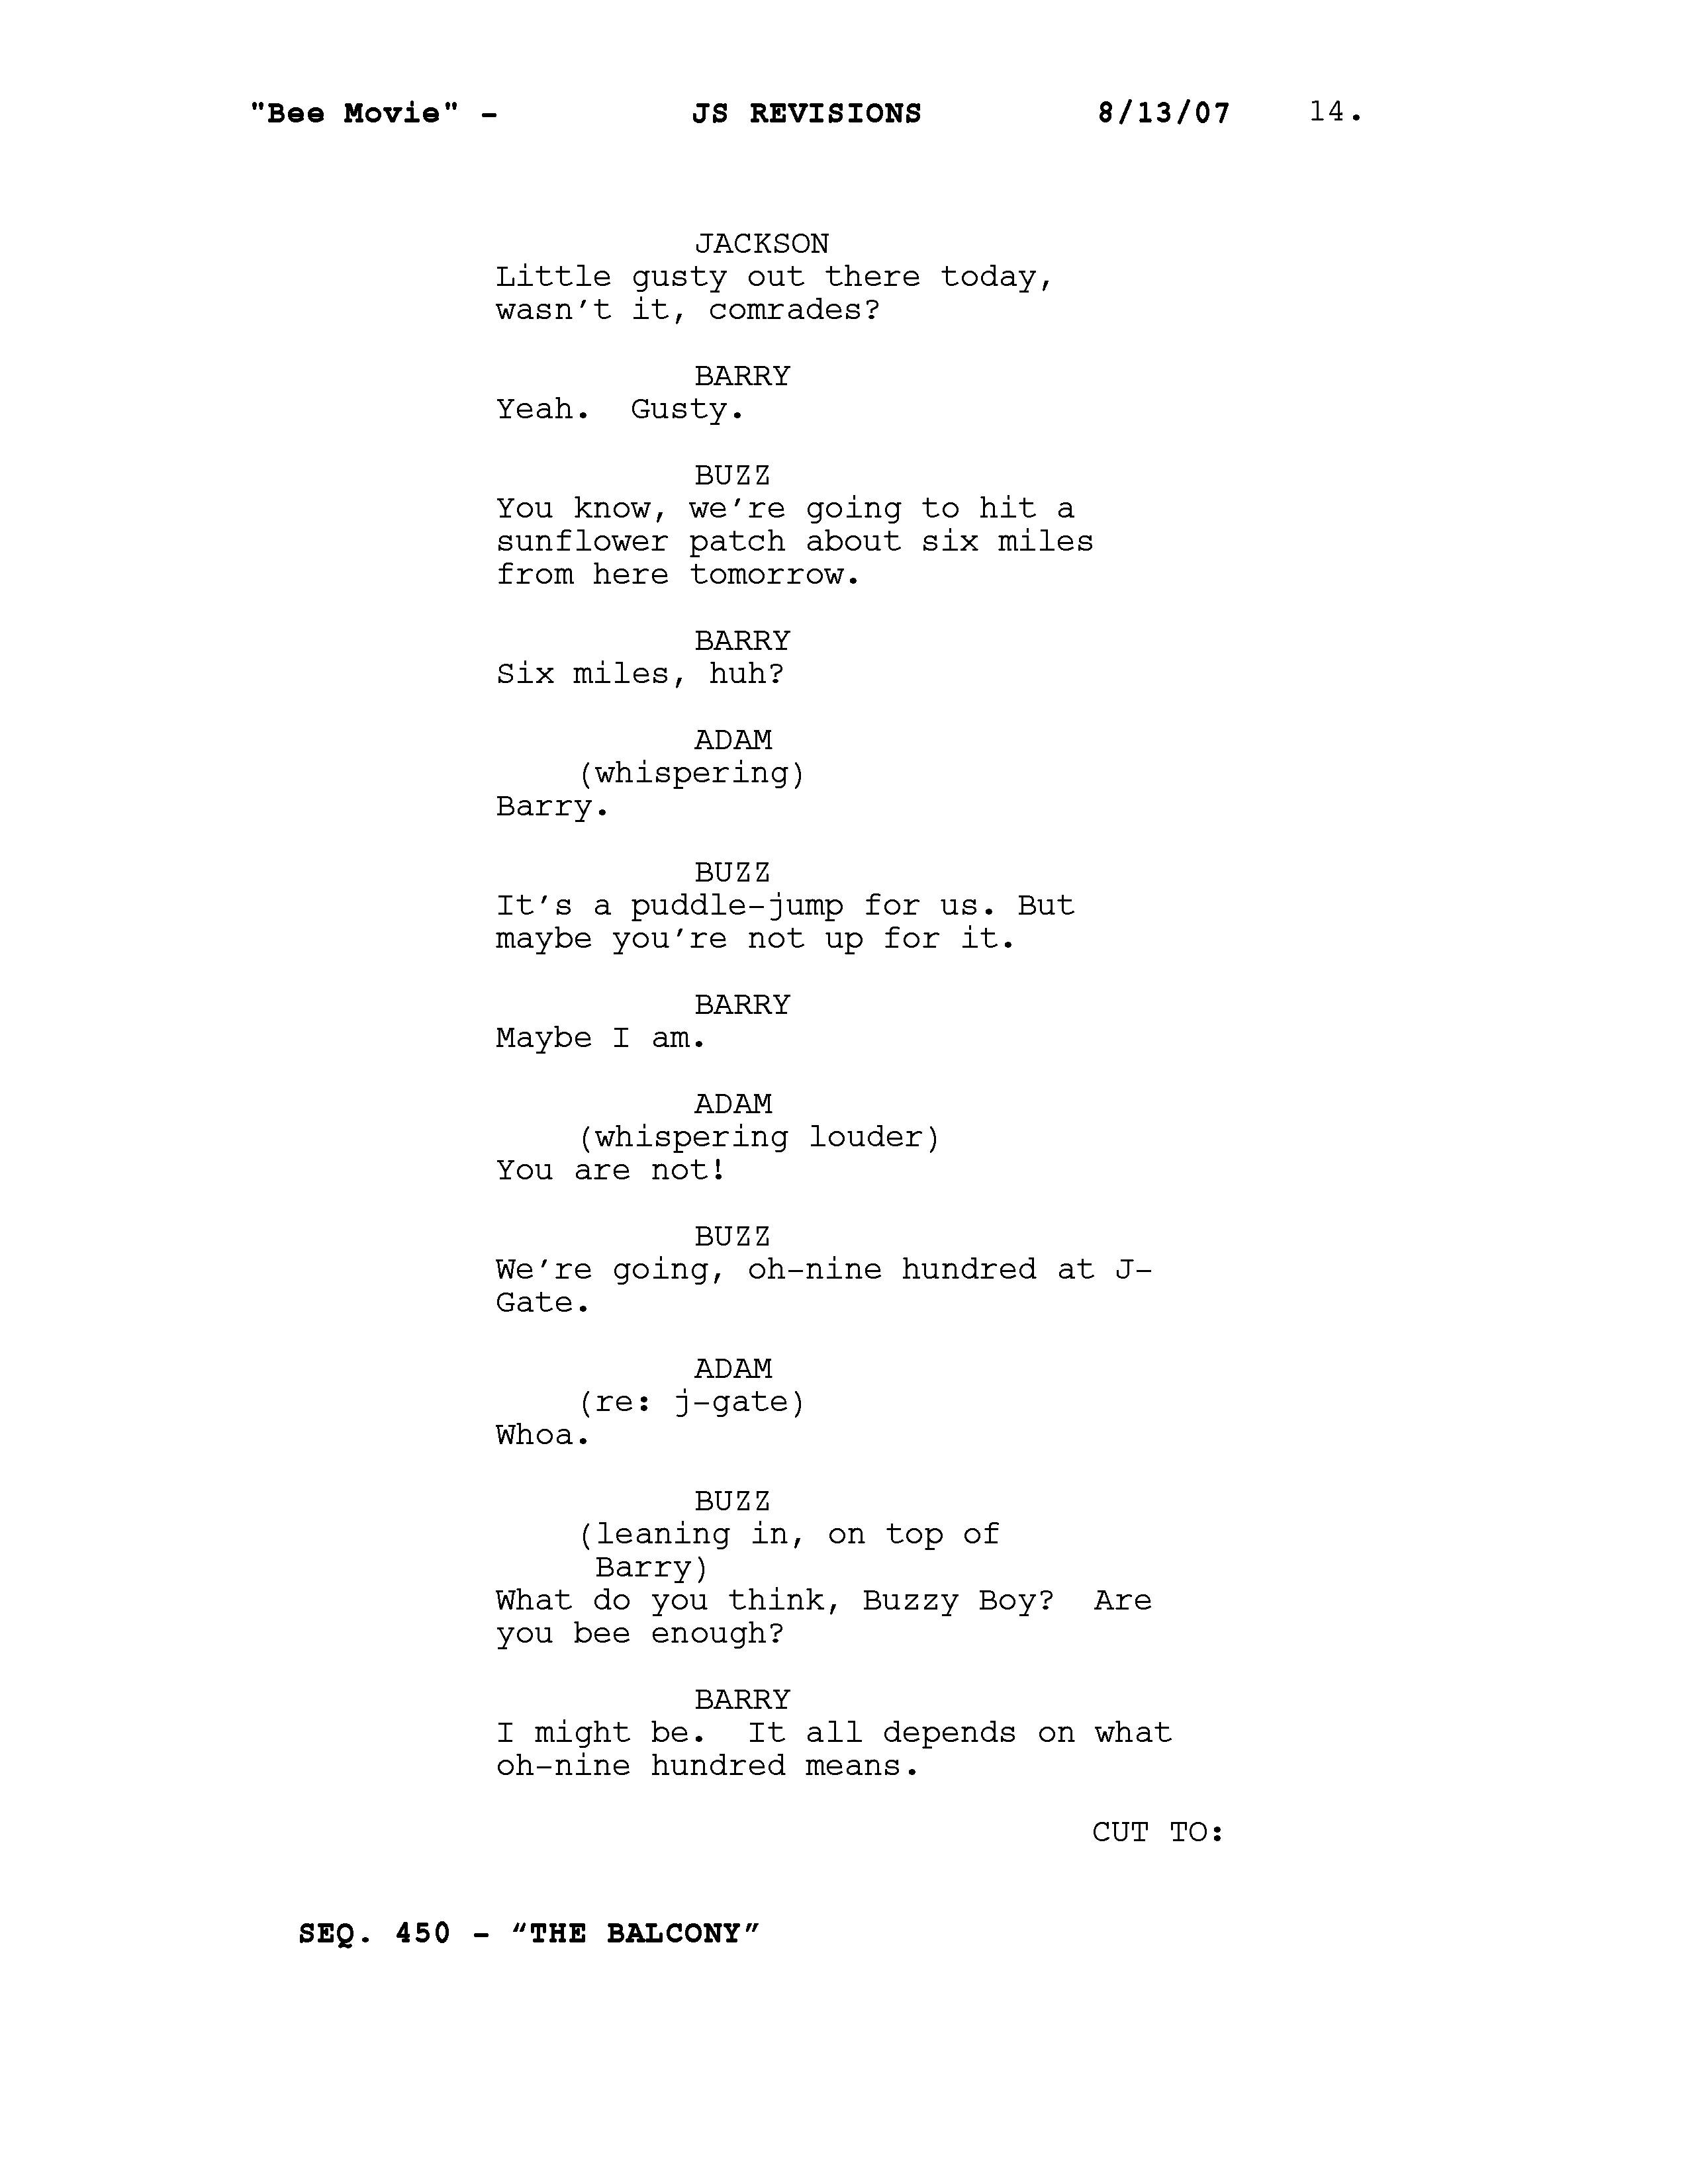 "Bee Movie" - JS REVISIONS 8/13/07 14.
JACKSON
Little gusty out there today,
wasn't it, comrades?
BARRY
Yeah.  Gusty.
BUZZ
You know, we're going to hit a
sunflower patch about six miles
from here tomorrow.
BARRY
Six miles, huh?
ADAM
(whispering)
Barry.
BUZZ
It's a puddle-jump for us. But
maybe you're not up for it.
BARRY
Maybe I am.
ADAM
(whispering louder)
You are not!
BUZZ
We're going, oh-nine hundred at J-
Gate.
ADAM
(re: j-gate)
Whoa.
BUZZ
(leaning in, on top of
Barry)
What do you think, Buzzy Boy?  Are
you bee enough?
BARRY
I might be.  It all depends on what
oh-nine hundred means.
CUT TO:
SEQ. 450 - “THE BALCONY”